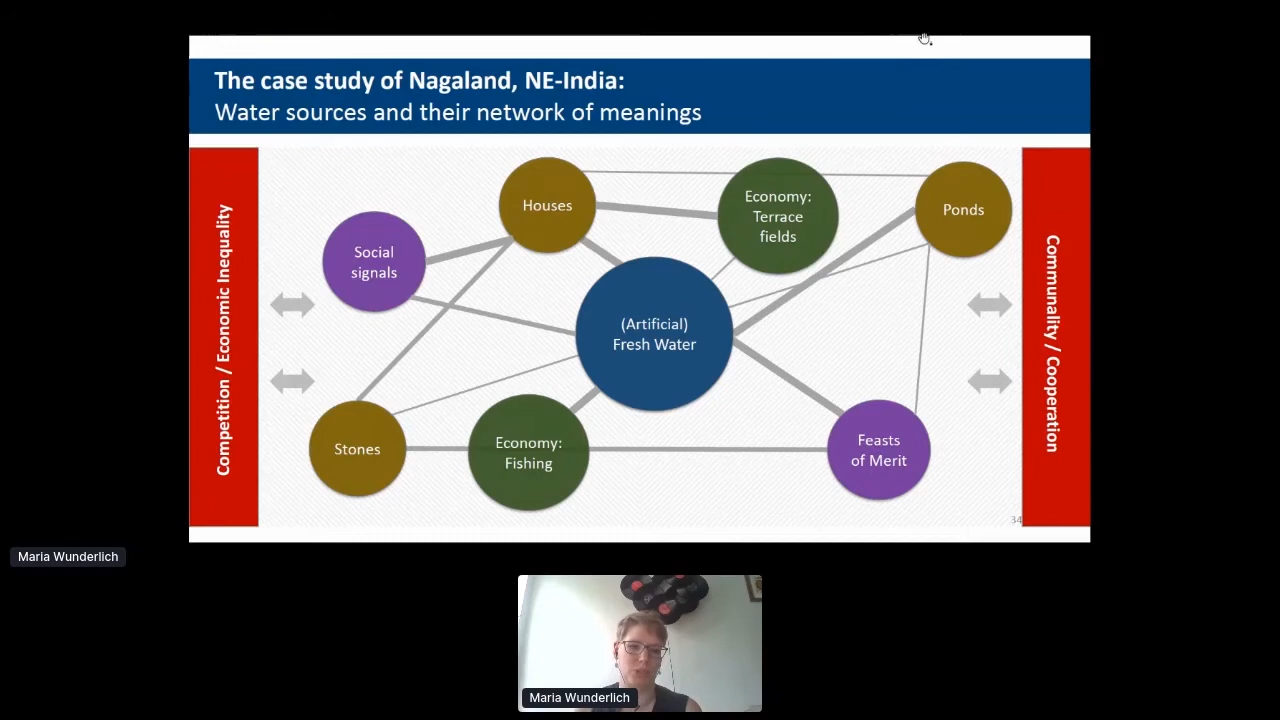 The case study of Nagaland, NE-India:
Water sources and their network of meanings
Competition / Economic Inequality
Social
signals
Houses
Economy:
Terrace
fields
Ponds
(Artificial)
Fresh Water
Stones
Economy:
Fishing
Feasts
of Merit
Communality / Cooperation
34
Maria Wunderlich
Maria Wunderlich